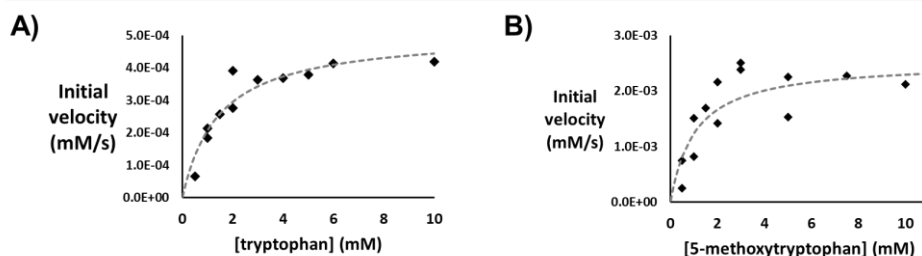 A)
5.0E-04
4.0E-04
3.0E-04
2.0E-04
1.0E-04
0.0E+00
Initial
velocity
(mM/s)
0 2 4 6 8 10
[tryptophan] (mM)
B)
3.0E-03
2.0E-03
1.0E-03
0.0E+00
Initial
velocity
(mM/s)
0 2 4 6 8 10
[5-methoxytryptophan] (mM)